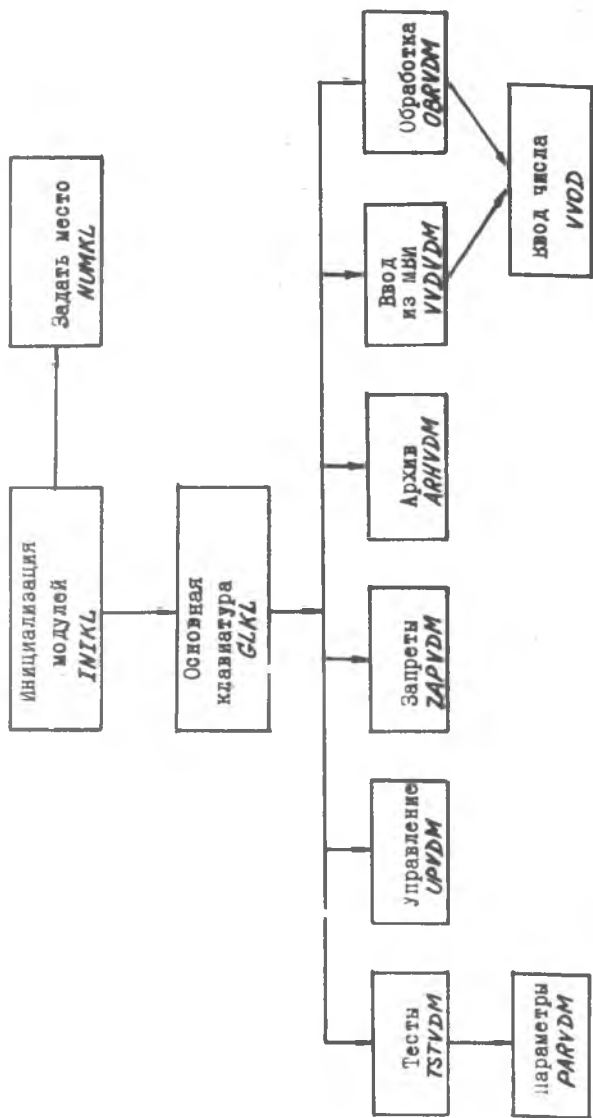 Инициализация
модулей
INIKL
Задать место
NUMKL
Основная
клавиатура
GLKL
Тесты
TSTVDM
Управление
UPVDM
Запреты
ZAPVDM
Архив
ARHVDM
Ввод
из МВИ
VVDVDM
Обработка
OBRVDM
Параметры
PARVDM
Ввод числа
VVOD